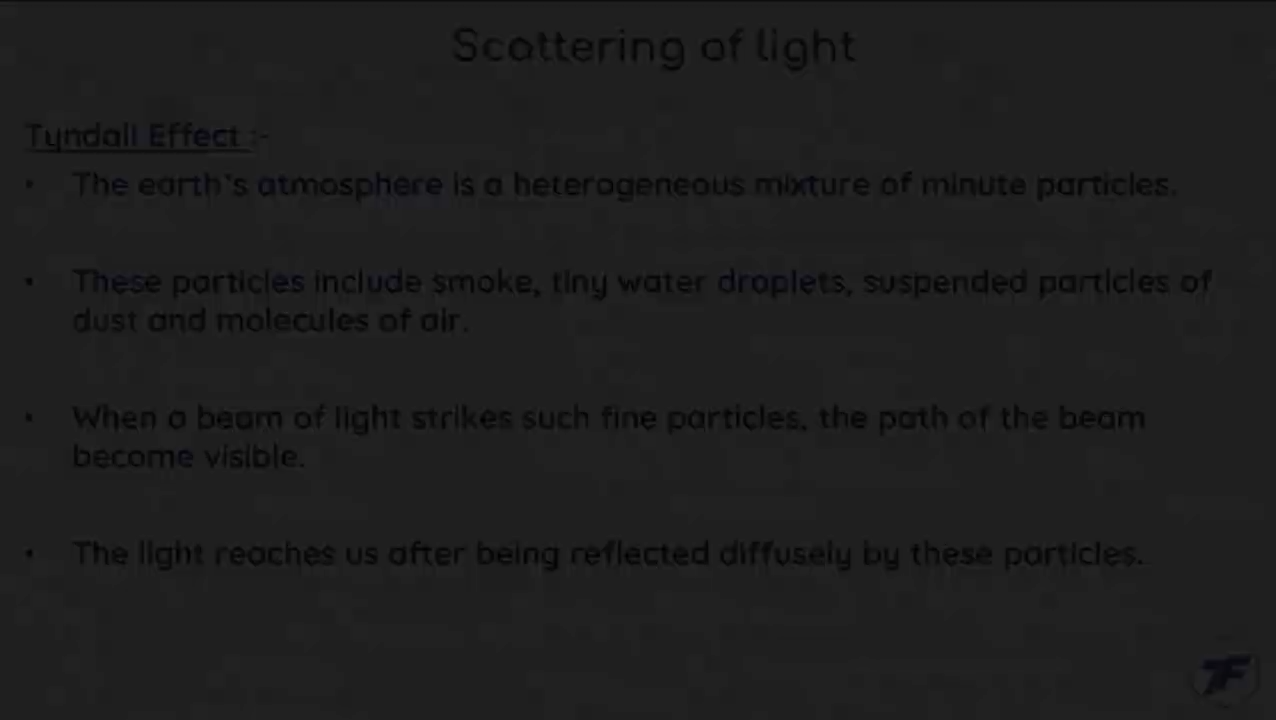 Scattering of light
Tyndall Effect :-
• The earth's atmosphere is a heterogeneous mixture of minute particles.
• These particles include smoke, tiny water droplets, suspended particles of
dust and molecules of air.
• When a beam of light strikes such fine particles, the path of the beam
become visible.
• The light reaches us after being reflected diffusely by these particles.